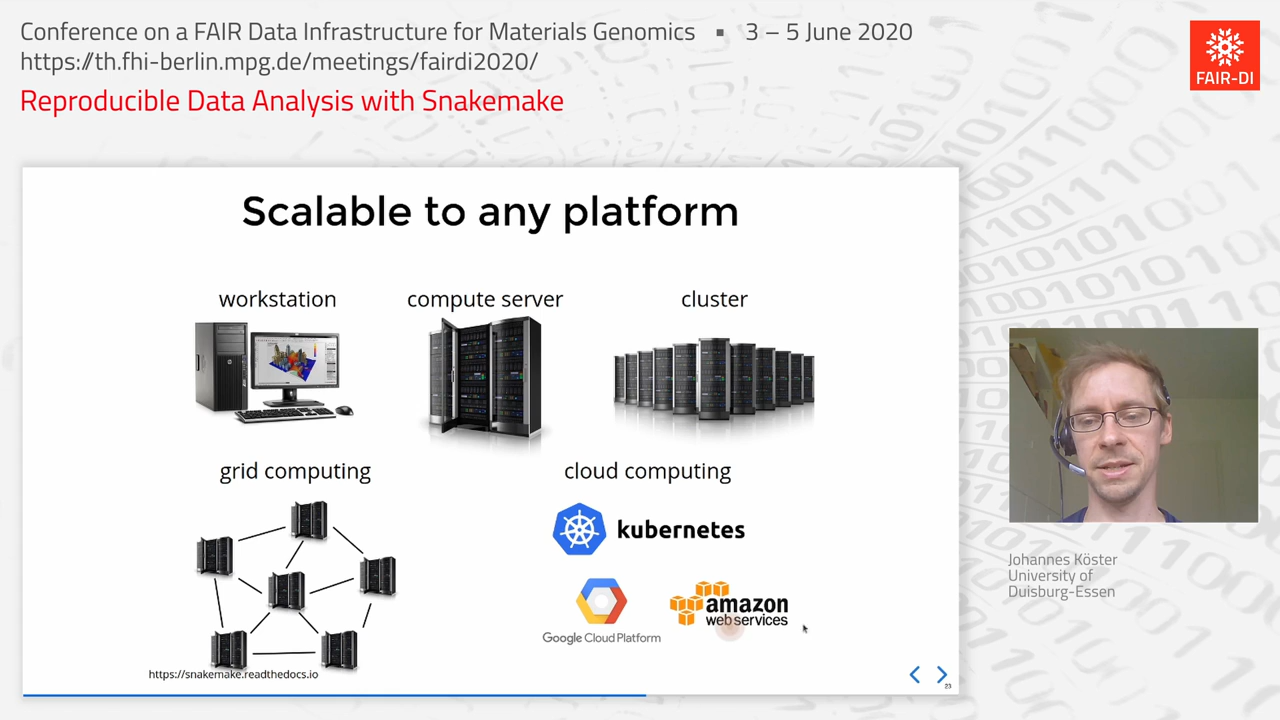 Conference on a FAIR Data Infrastructure for Materials Genomics ▪ 3 – 5 June 2020
https://th.fhi-berlin.mpg.de/meetings/fairdi2020/
Reproducible Data Analysis with Snakemake
FAIR-DI
Scalable to any platform
workstation
compute server
cluster
grid computing
cloud computing
kubernetes
Google Cloud Platform
amazon
webservices
https://snakemake.readthedocs.io
23
Johannes Köster
University of
Duisburg-Essen